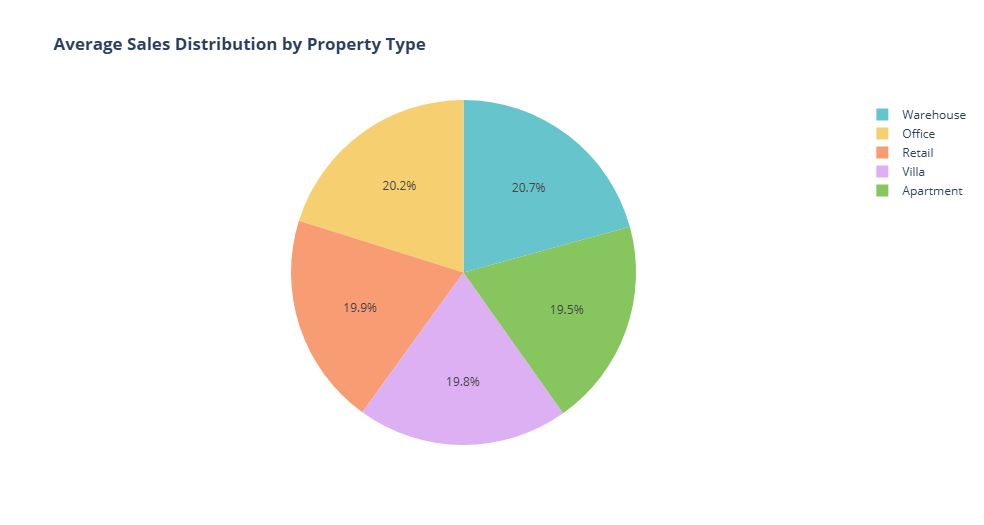 Average Sales Distribution by Property Type
Warehouse
Office
Retail
Villa
Apartment
20.2%
20.7%
19.9%
19.5%
19.8%